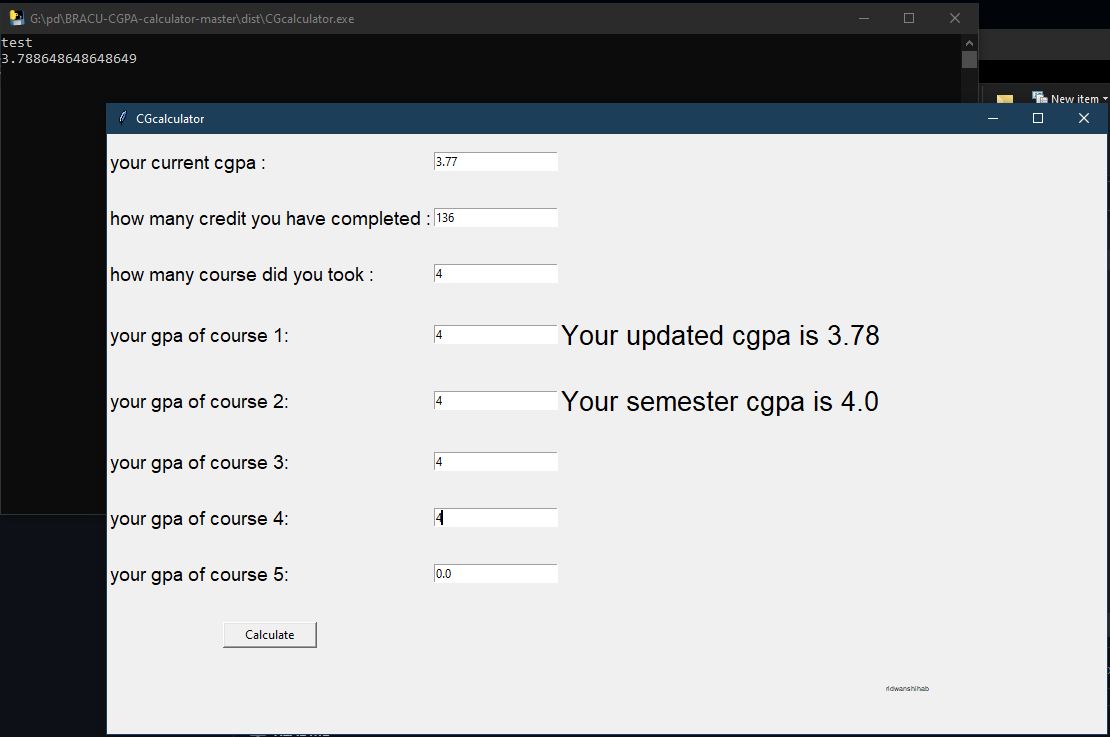 G:\pd\BRACU-CGPA-calculator-master\dist\CGcalculator.exe
test
3.788648648648649
New item
CGcalculator
your current cgpa : 3.77
how many credit you have completed : 136
how many course did you took : 4
your gpa of course 1: 4 Your updated cgpa is 3.78
your gpa of course 2: 4 Your semester cgpa is 4.0
your gpa of course 3: 4
your gpa of course 4: 4
your gpa of course 5: 0.0
Calculate
ridwanshihab